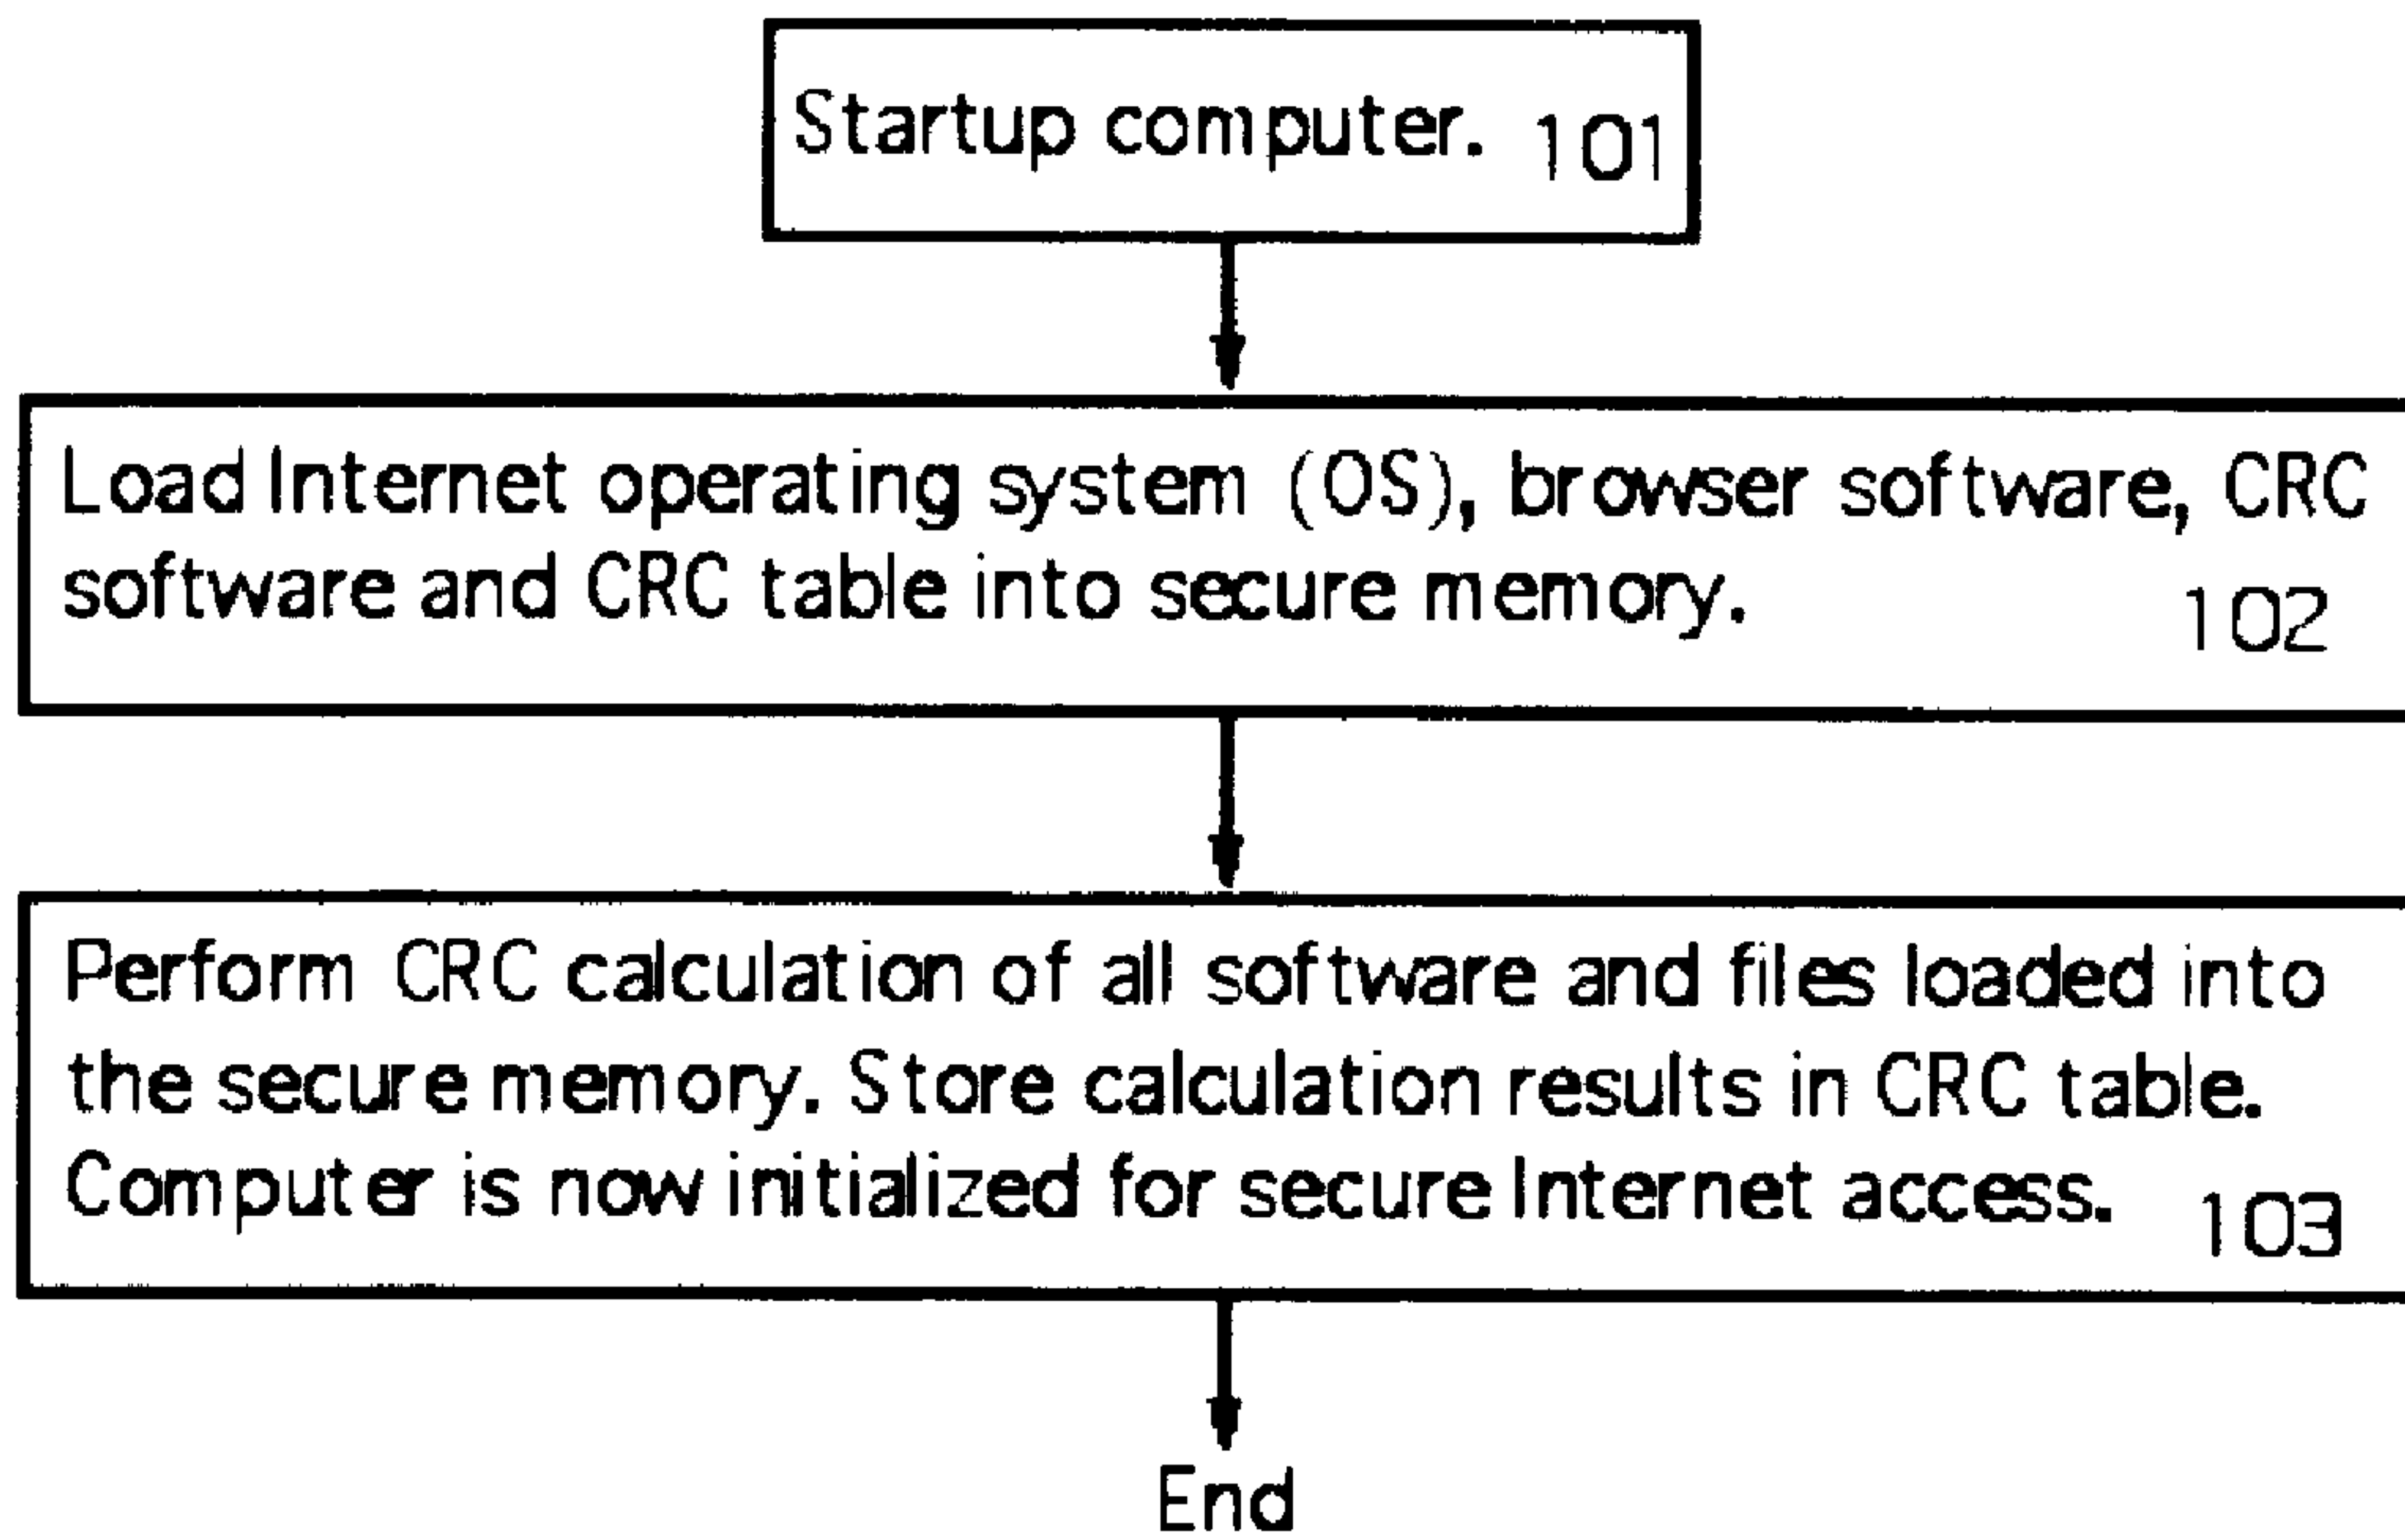 Startup computer. 101
Load Internet operating system (OS), browser software, CRC
software and CRC table into secure memory. 102
Perform CRC calculation of all software and files loaded into
the secure memory. Store calculation results in CRC table.
Computer is now initialized for secure Internet access. 103
End